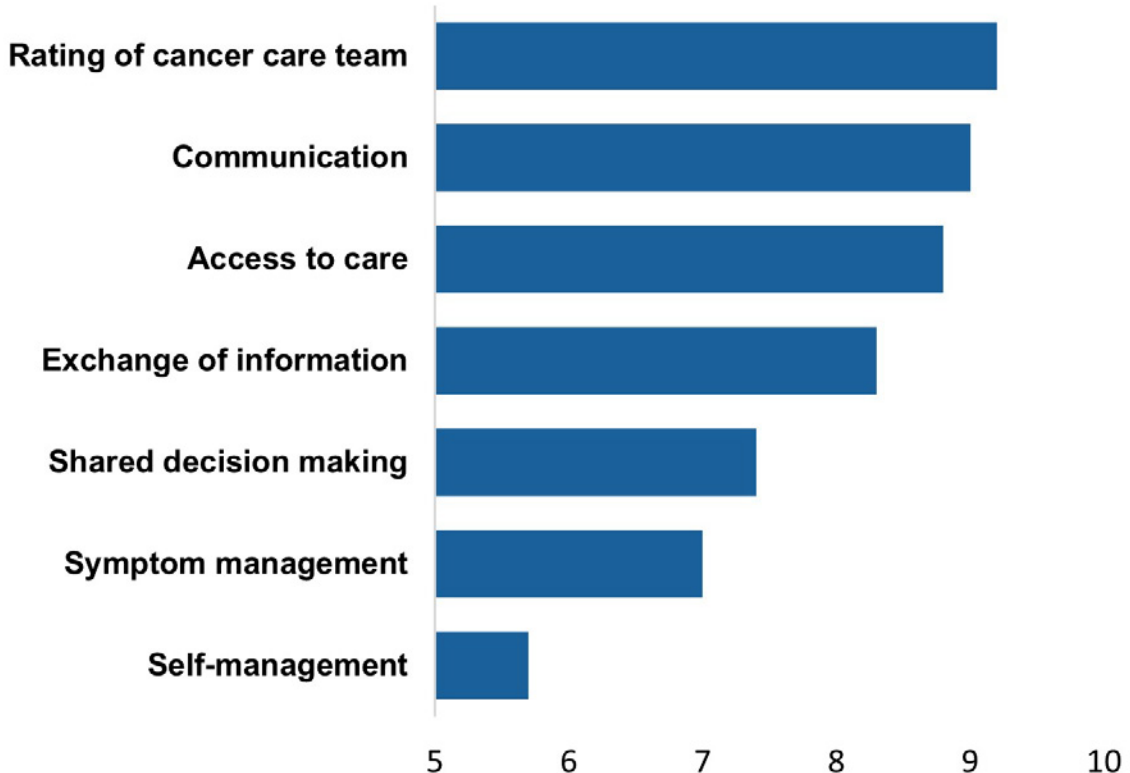 Rating of cancer care team
Communication
Access to care
Exchange of information
Shared decision making
Symptom management
Self-management
5 6 7 8 9 10